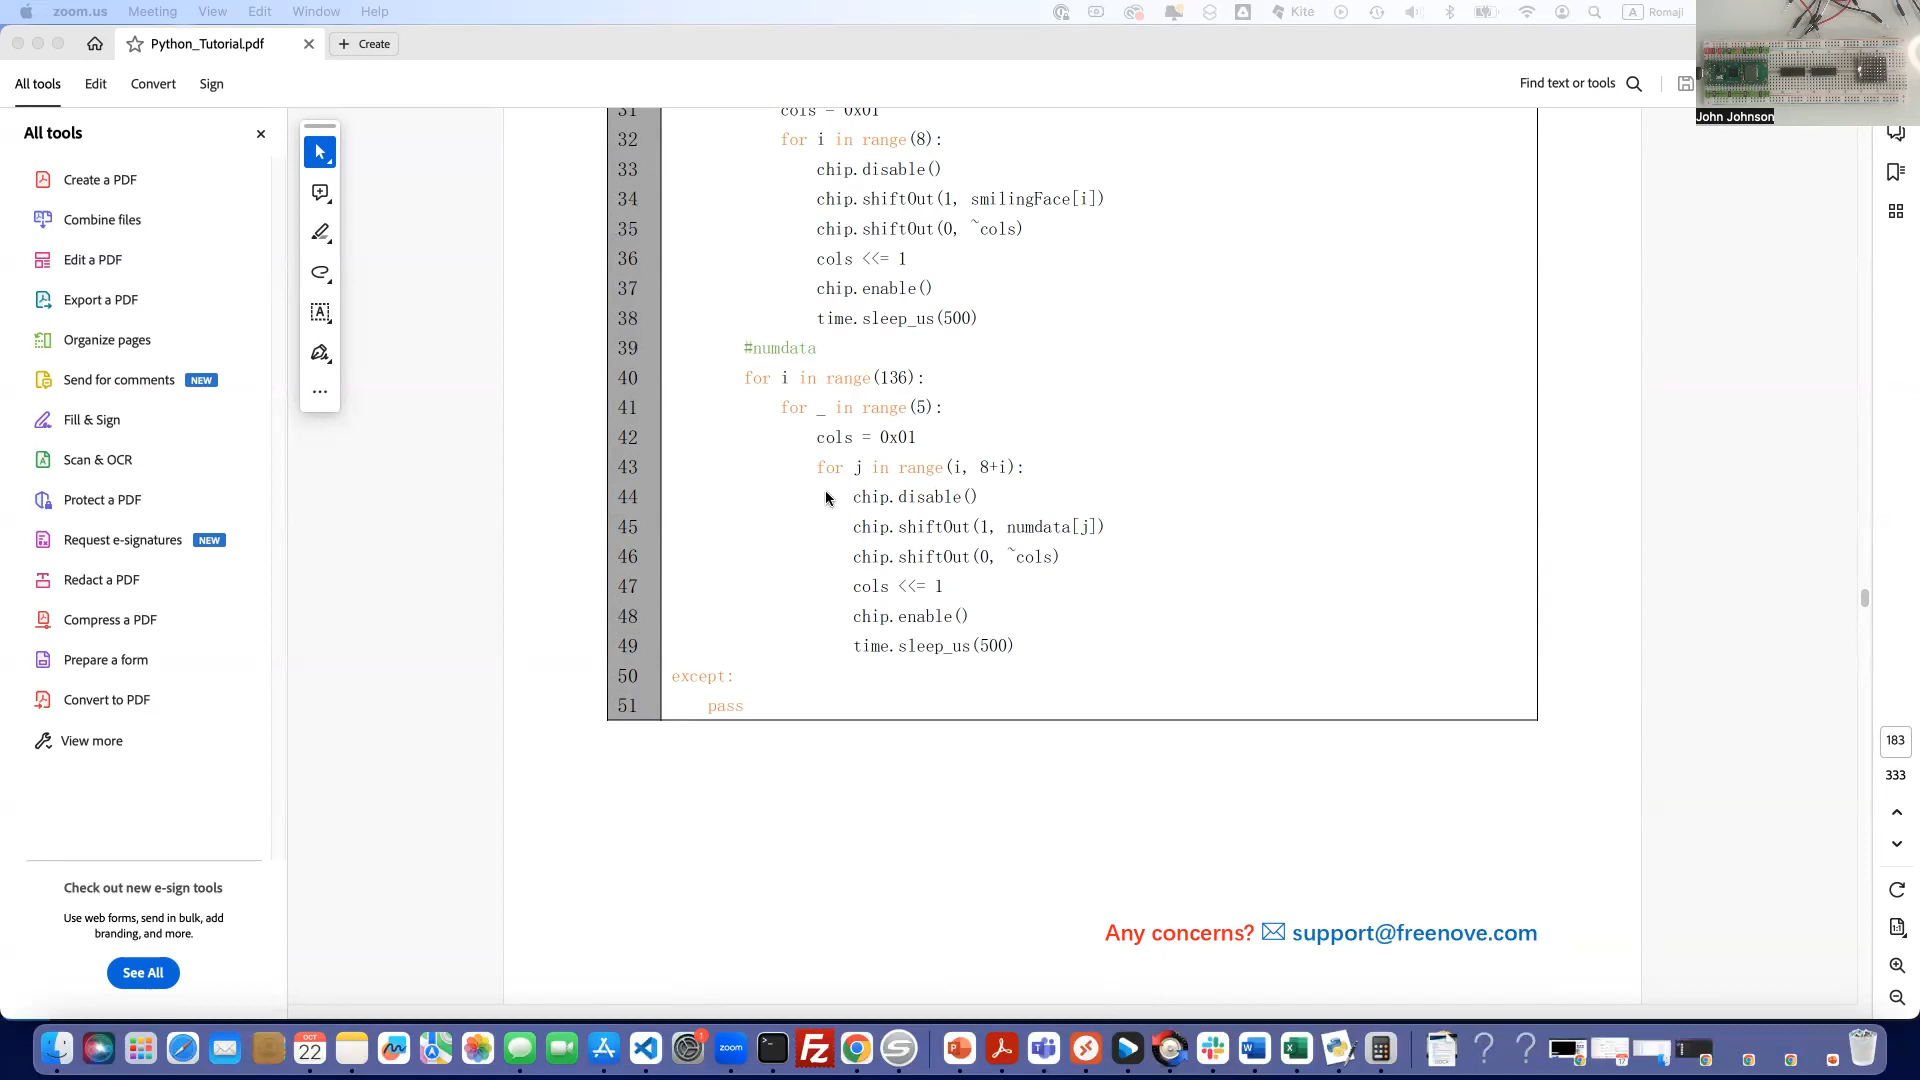 zoom.us Meeting View Edit Window Help Kite A Romaji
Python_Tutorial.pdf Create
All tools Edit Convert Sign Find text or tools
John Johnson
All tools
Create a PDF
Combine files
Edit a PDF
Export a PDF
Organize pages
Send for comments NEW
Fill & Sign
Scan & OCR
Protect a PDF
Request e-signatures NEW
Redact a PDF
Compress a PDF
Prepare a form
Convert to PDF
View more
Check out new e-sign tools
Use web forms, send in bulk, add
branding, and more.
See All
31 cols = 0x01
32 for i in range(8):
33 chip.disable()
34 chip.shiftOut(1, smilingFace[i])
35 chip.shiftOut(0, ~cols)
36 cols <<= 1
37 chip.enable()
38 time.sleep_us(500)
39 #numdata
40 for i in range(136):
41 for _ in range(5):
42 cols = 0x01
43 for j in range(i, 8+i):
44 chip.disable()
45 chip.shiftOut(1, numdata[j])
46 chip.shiftOut(0, ~cols)
47 cols <<= 1
48 chip.enable()
49 time.sleep_us(500)
50 except:
51 pass
Any concerns? support@freenove.com
183
333
OCT
22
zoom